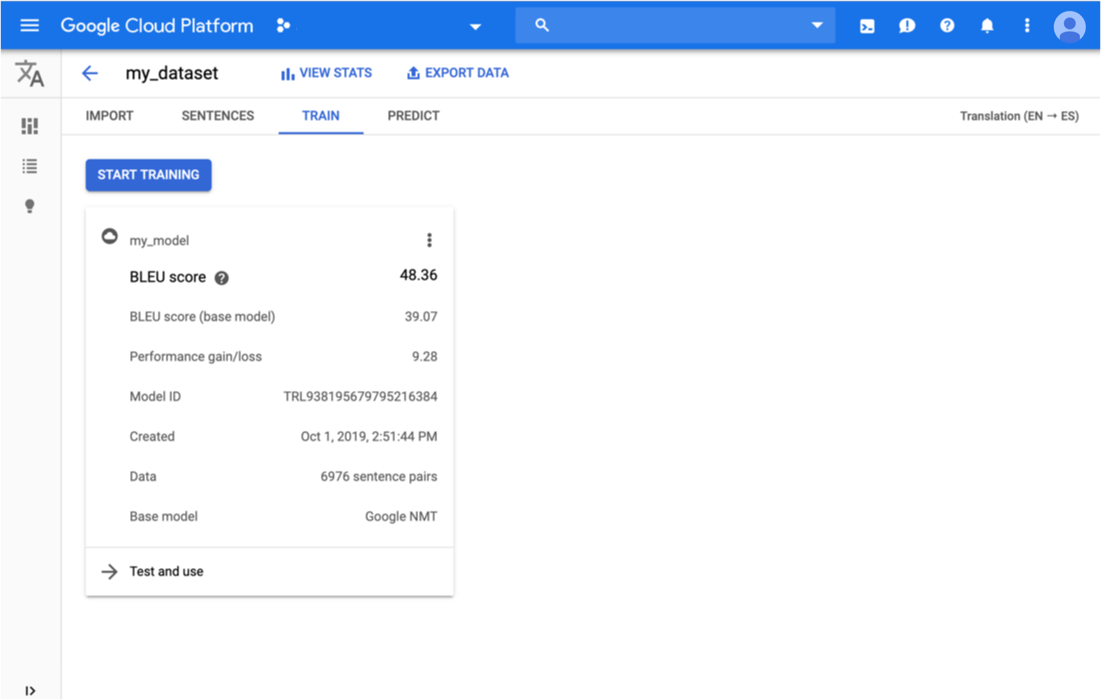 Google Cloud Platform
my_dataset VIEW STATS EXPORT DATA
IMPORT SENTENCES TRAIN PREDICT Translation (EN → ES)
START TRAINING
my_model
BLEU score 48.36
BLEU score (base model) 39.07
Performance gain/loss 9.28
Model ID TRL938195679795216384
Created Oct 1, 2019, 2:51:44 PM
Data 6976 sentence pairs
Base model Google NMT
Test and use